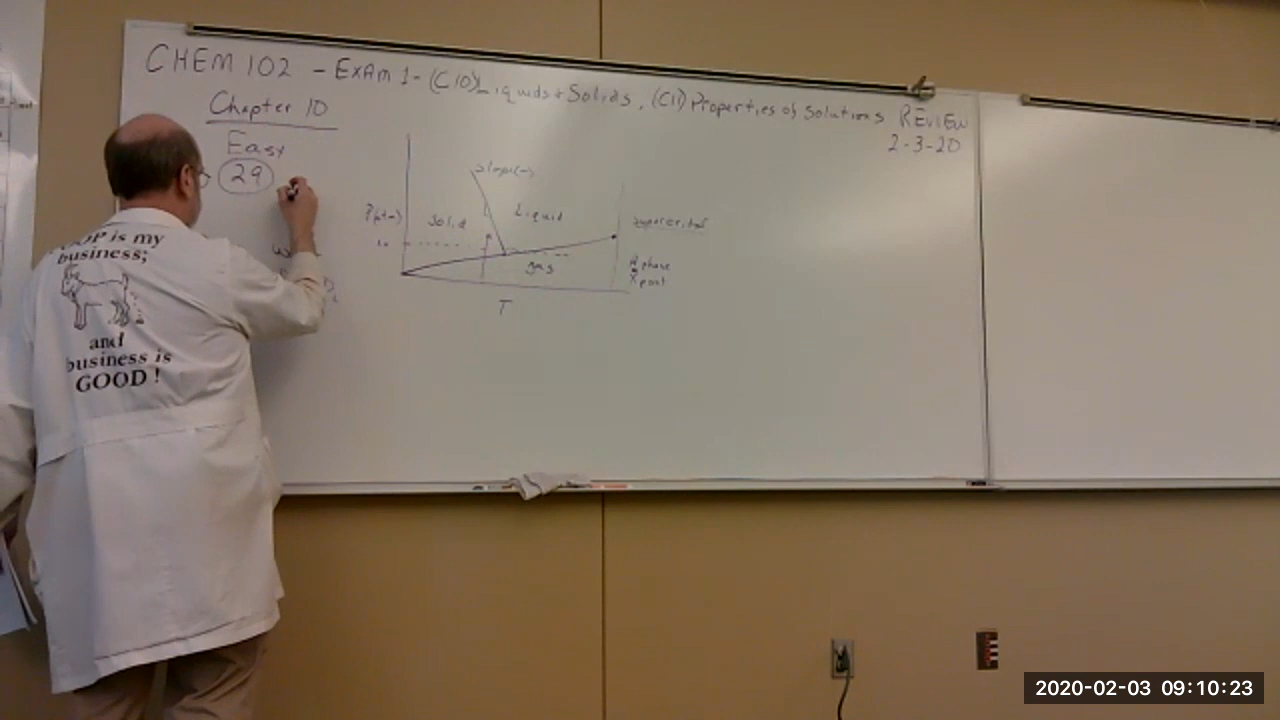 CHEM 102 - EXAM 1 - (C10) Liquids + Solids, (C11) Properties of Solutions REVIEW
2-3-20
Chapter 10
Easy
29
slope(-)
P(atm)
Solid
Liquid
supercritical
gas
phase
point
T
is my
business;
and
business is
GOOD!
2020-02-03 09:10:23